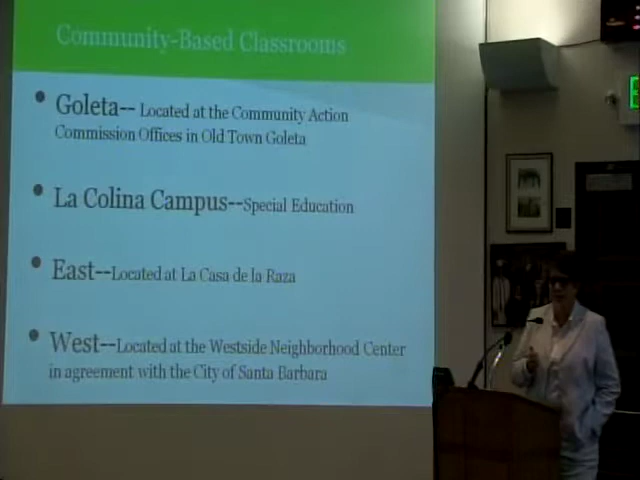 Community-Based Classrooms
• Goleta-- Located at the Community Action
Commission Offices in Old Town Goleta
• La Colina Campus--Special Education
• East--Located at La Casa de la Raza
• West--Located at the Westside Neighborhood Center
in agreement with the City of Santa Barbara